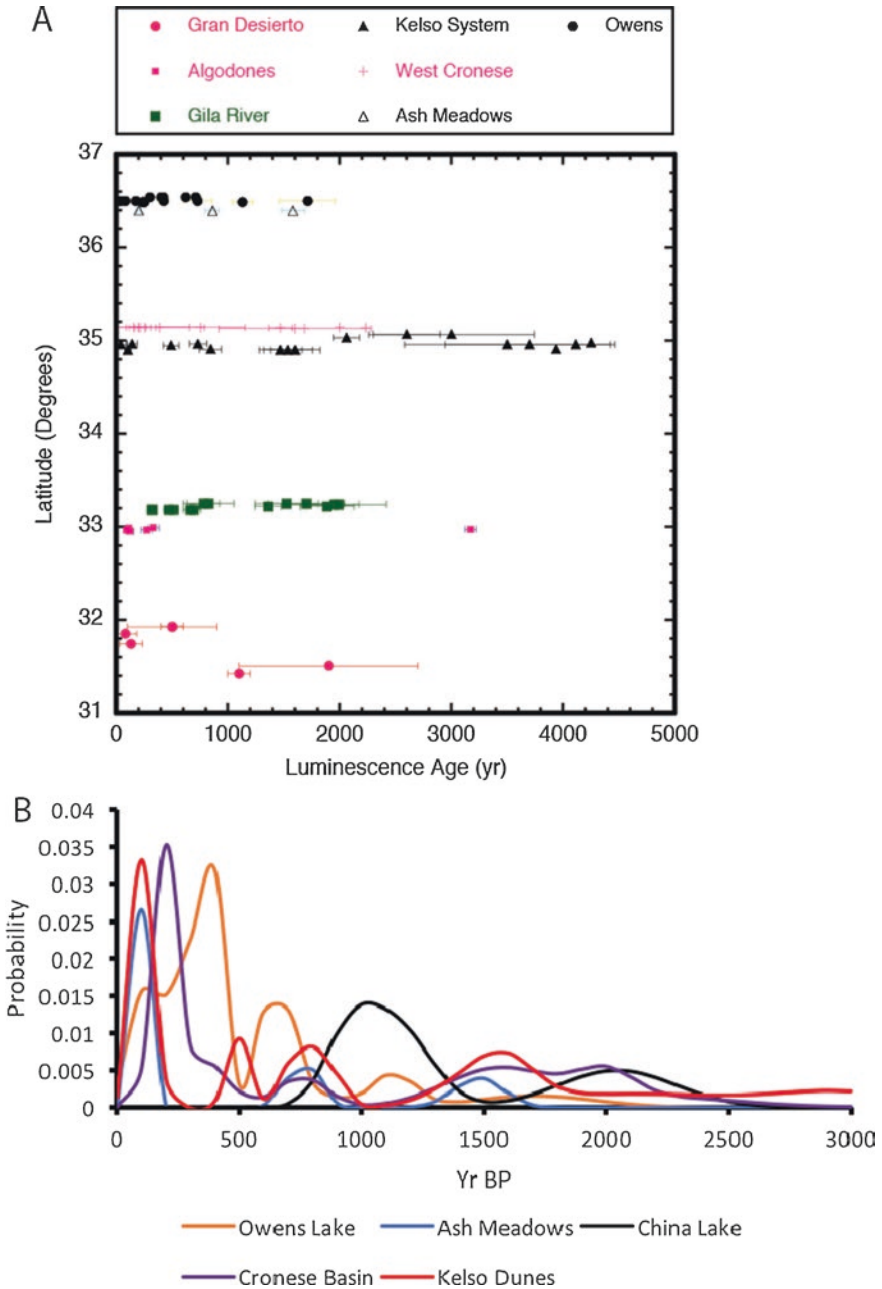 A
Gran Desierto Kelso System Owens
Algodones West Cronese
Gila River Ash Meadows
37
36
35
34
33
32
31
Latitude (Degrees)
0 1000 2000 3000 4000 5000
Luminescence Age (yr)
B
0.04
0.035
0.03
0.025
0.02
0.015
0.01
0.005
0
Probability
0 500 1000 1500 2000 2500 3000
Yr BP
Owens Lake Ash Meadows China Lake
Cronese Basin Kelso Dunes